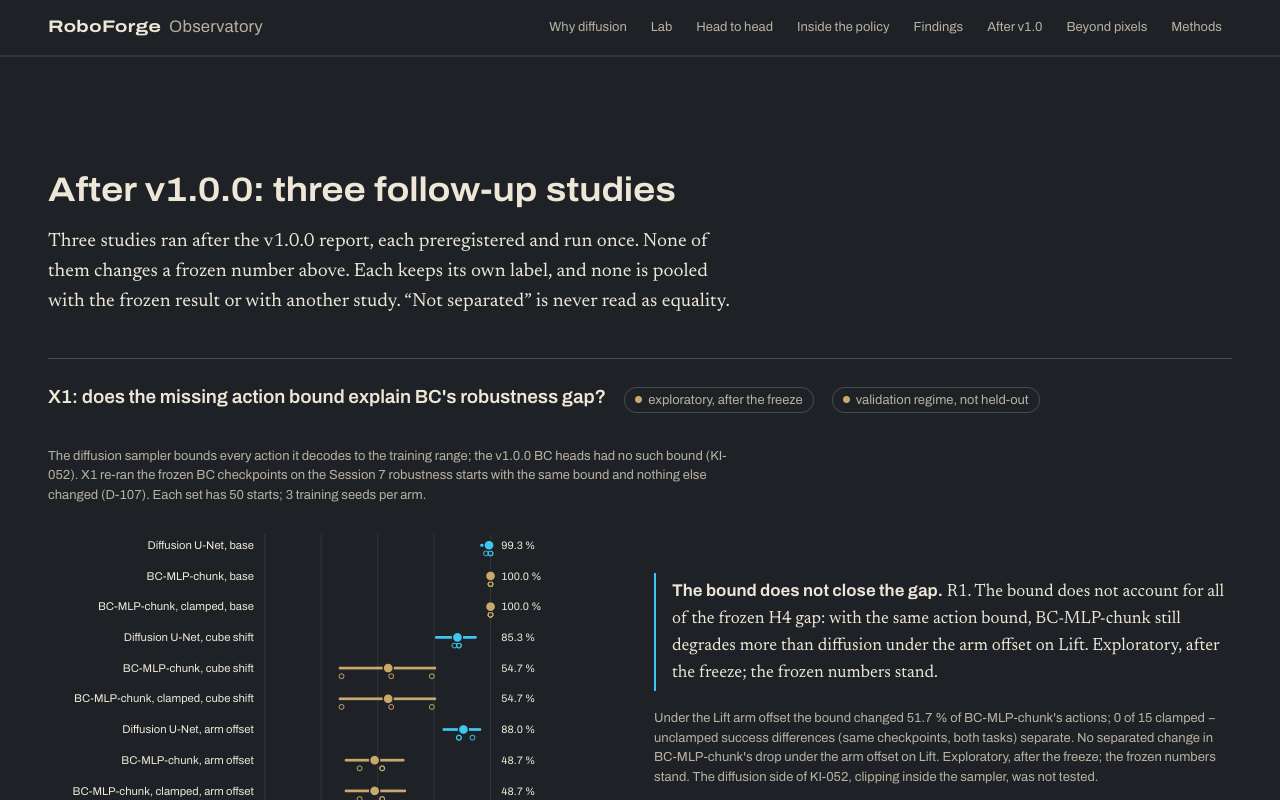 RoboForge Observatory
Why diffusion
Lab
Head to head
Inside the policy
Findings
After v1.0
Beyond pixels
Methods
After v1.0.0: three follow-up studies
Three studies ran after the v1.0.0 report, each preregistered and run once. None of
them changes a frozen number above. Each keeps its own label, and none is pooled
with the frozen result or with another study. “Not separated” is never read as equality.
X1: does the missing action bound explain BC's robustness gap?
exploratory, after the freeze
validation regime, not held-out
The diffusion sampler bounds every action it decodes to the training range; the v1.0.0 BC heads had no such bound (KI-
052). X1 re-ran the frozen BC checkpoints on the Session 7 robustness starts with the same bound and nothing else
changed (D-107). Each set has 50 starts; 3 training seeds per arm.
Diffusion U-Net, base 99.3 %
BC-MLP-chunk, base 100.0 %
BC-MLP-chunk, clamped, base 100.0 %
Diffusion U-Net, cube shift 85.3 %
BC-MLP-chunk, cube shift 54.7 %
BC-MLP-chunk, clamped, cube shift 54.7 %
Diffusion U-Net, arm offset 88.0 %
BC-MLP-chunk, arm offset 48.7 %
BC-MLP-chunk, clamped, arm offset 48.7 %
The bound does not close the gap. R1. The bound does not account for all
of the frozen H4 gap: with the same action bound, BC-MLP-chunk still
degrades more than diffusion under the arm offset on Lift. Exploratory, after
the freeze; the frozen numbers stand.
Under the Lift arm offset the bound changed 51.7 % of BC-MLP-chunk's actions; 0 of 15 clamped –
unclamped success differences (same checkpoints, both tasks) separate. No separated change in
BC-MLP-chunk's drop under the arm offset on Lift. Exploratory, after the freeze; the frozen numbers
stand. The diffusion side of KI-052, clipping inside the sampler, was not tested.